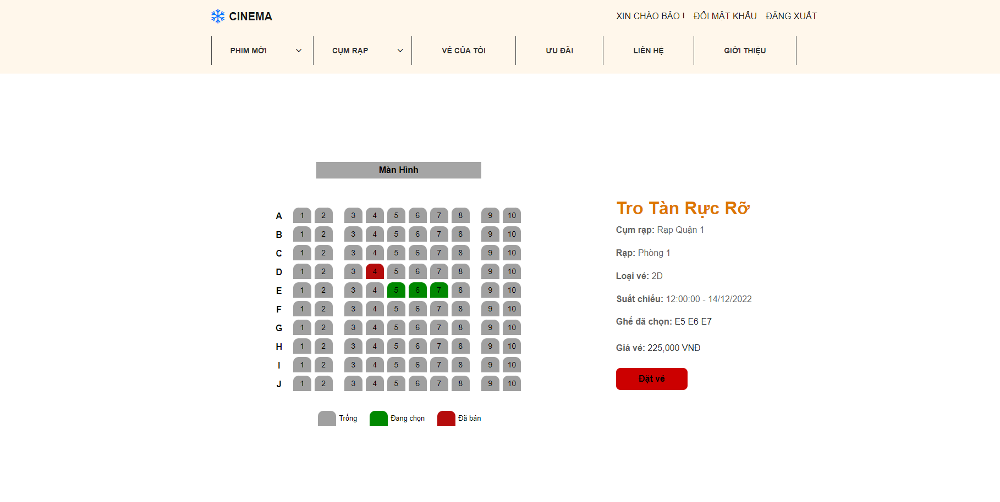 CINEMA
XIN CHÀO BẢO ! ĐỔI MẬT KHẨU ĐĂNG XUẤT
PHIM MỚI CỤM RẠP VÉ CỦA TÔI ƯU ĐÃI LIÊN HỆ GIỚI THIỆU
Màn Hình
A 1 2 3 4 5 6 7 8 9 10
B 1 2 3 4 5 6 7 8 9 10
C 1 2 3 4 5 6 7 8 9 10
D 1 2 3 4 5 6 7 8 9 10
E 1 2 3 4 5 6 7 8 9 10
F 1 2 3 4 5 6 7 8 9 10
G 1 2 3 4 5 6 7 8 9 10
H 1 2 3 4 5 6 7 8 9 10
I 1 2 3 4 5 6 7 8 9 10
J 1 2 3 4 5 6 7 8 9 10
Trống Đang chọn Đã bán
Tro Tàn Rực Rỡ
Cụm rạp: Rạp Quận 1
Rạp: Phòng 1
Loại vé: 2D
Suất chiếu: 12:00:00 - 14/12/2022
Ghế đã chọn: E5 E6 E7
Giá vé: 225,000 VNĐ
Đặt vé